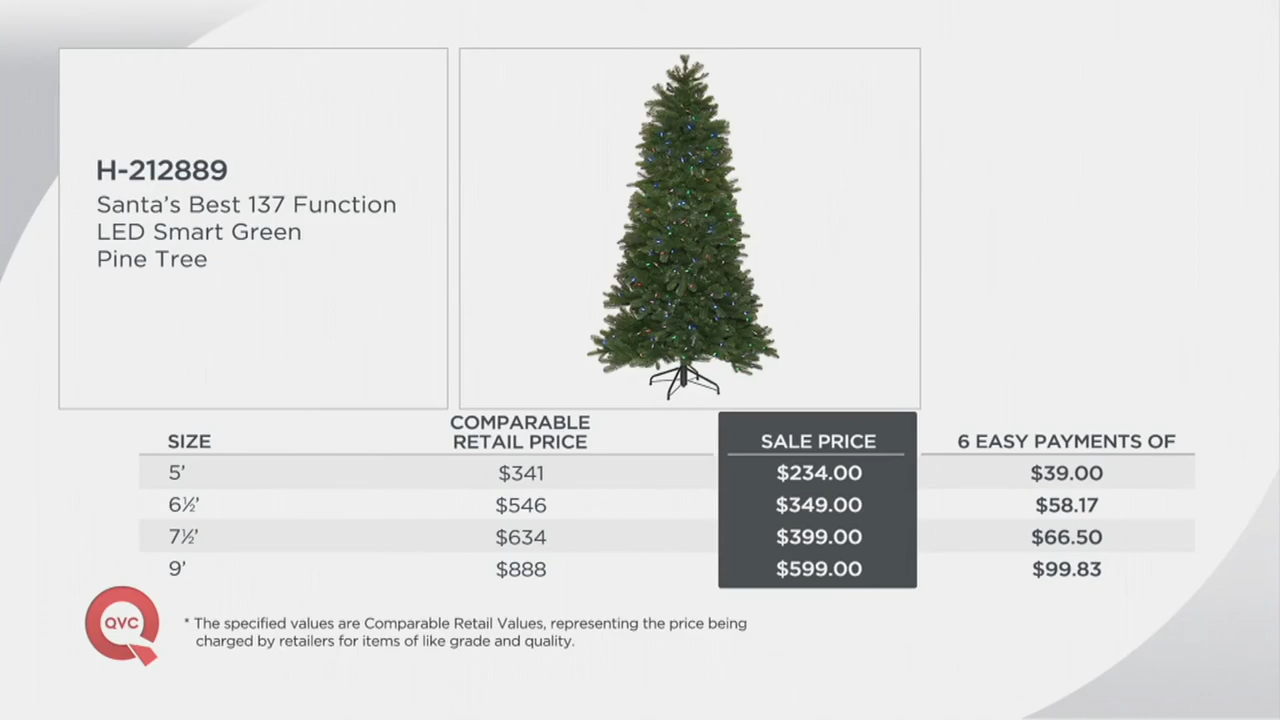 H-212889
Santa's Best 137 Function
LED Smart Green
Pine Tree
COMPARABLE
SIZE RETAIL PRICE SALE PRICE 6 EASY PAYMENTS OF
5' $341 $234.00 $39.00
6½' $546 $349.00 $58.17
7½' $634 $399.00 $66.50
9' $888 $599.00 $99.83
QVC
* The specified values are Comparable Retail Values, representing the price being
charged by retailers for items of like grade and quality.